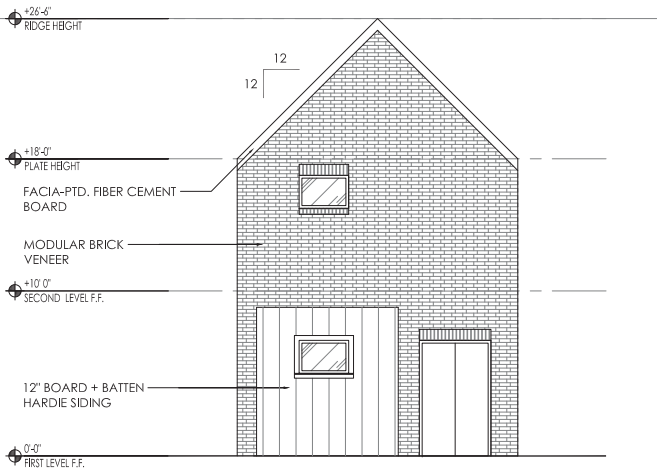 +26'-6"
RIDGE HEIGHT
12
12
+18'-0"
PLATE HEIGHT
FACIA-PTD. FIBER CEMENT
BOARD
MODULAR BRICK
VENEER
+10' 0"
SECOND LEVEL F.F.
12" BOARD + BATTEN
HARDIE SIDING
0'-0"
FIRST LEVEL F.F.